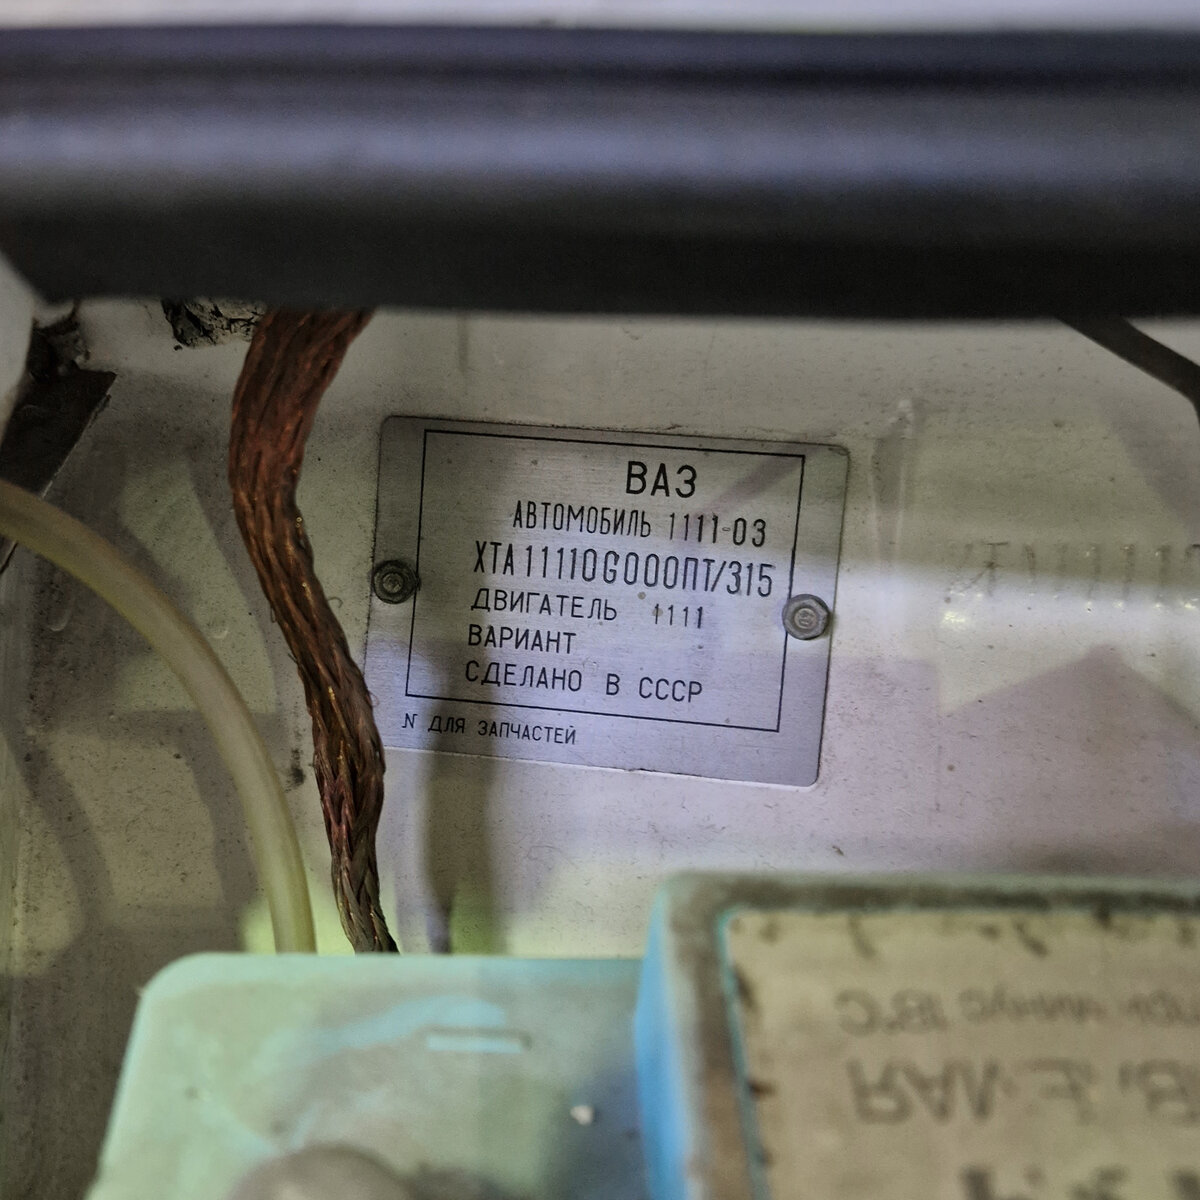 ВАЗ
АВТОМОБИЛЬ 1111-03
XTA11110G000ПТ/315
ДВИГАТЕЛЬ 1111
ВАРИАНТ
СДЕЛАНО В СССР
N ДЛЯ ЗАПЧАСТЕЙ